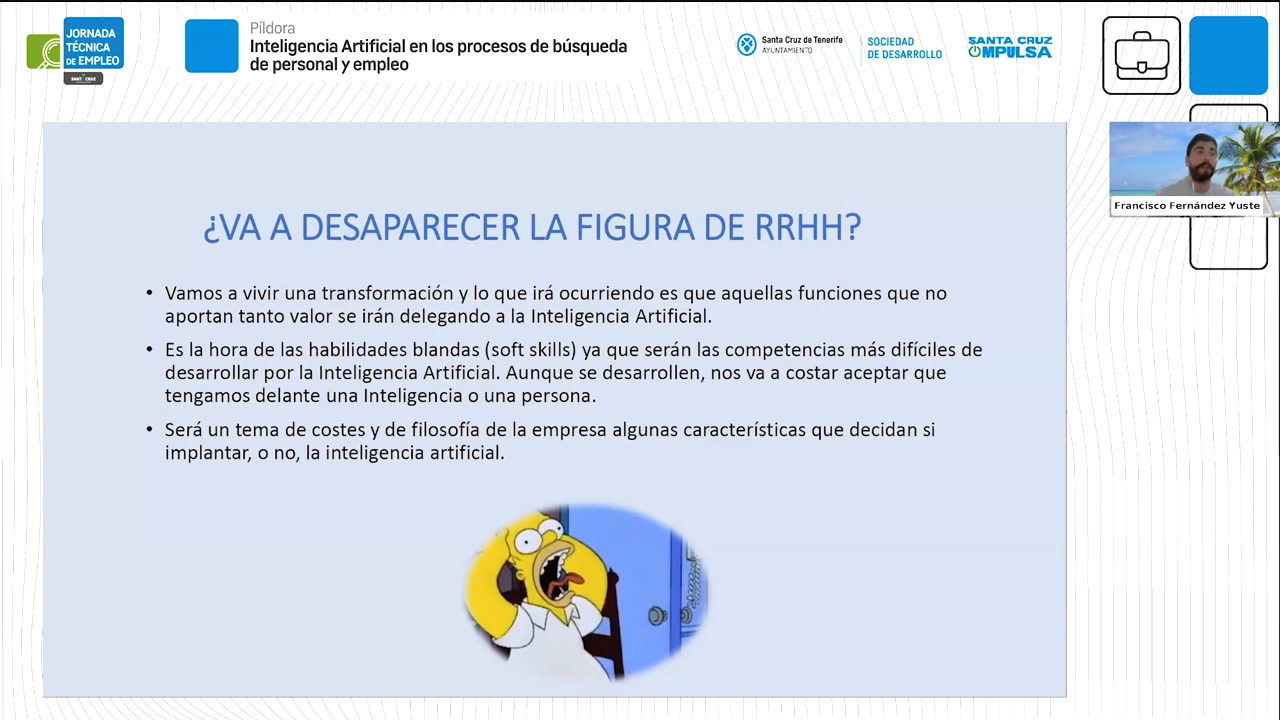 JORNADA
TÉCNICA
DE EMPLEO
SANTA CRUZ
Píldora
Inteligencia Artificial en los procesos de búsqueda
de personal y empleo
Santa Cruz de Tenerife
AYUNTAMIENTO
SOCIEDAD
DE DESARROLLO
SANTA CRUZ
IMPULSA
Francisco Fernández Yuste
¿VA A DESAPARECER LA FIGURA DE RRHH?
• Vamos a vivir una transformación y lo que irá ocurriendo es que aquellas funciones que no
aportan tanto valor se irán delegando a la Inteligencia Artificial.
• Es la hora de las habilidades blandas (soft skills) ya que serán las competencias más difíciles de
desarrollar por la Inteligencia Artificial. Aunque se desarrollen, nos va a costar aceptar que
tengamos delante una Inteligencia o una persona.
• Será un tema de costes y de filosofía de la empresa algunas características que decidan si
implantar, o no, la inteligencia artificial.